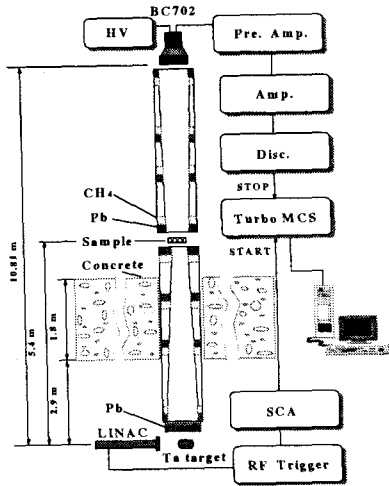 BC702
HV
Pre. Amp.
Amp.
Disc.
STOP
CH₄
Pb
Turbo MCS
Sample
START
Concrete
10.81 m
5.4 m
1.8 m
2.9 m
Pb
SCA
LINAC
Ta target
RF Trigger